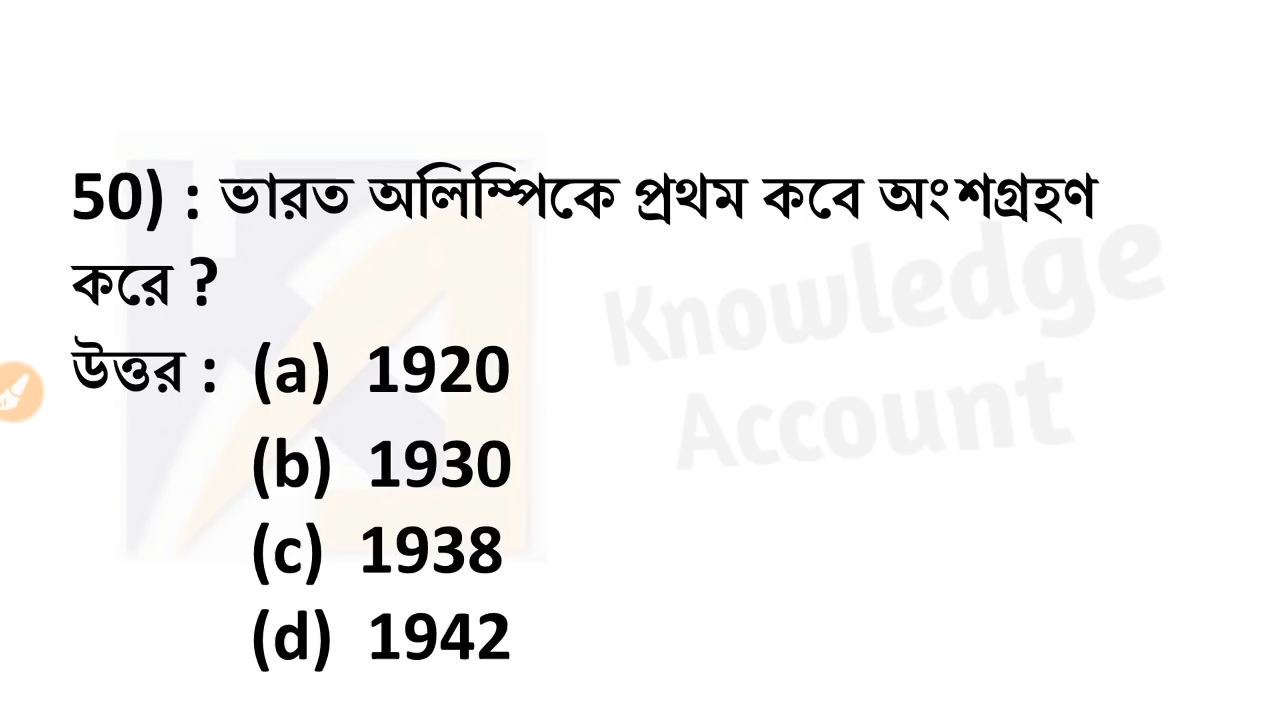 50) : ভারত অলিম্পিকে প্রথম কবে অংশগ্রহণ
করে ?
উত্তর : (a) 1920
(b) 1930
(c) 1938
(d) 1942
Knowledge
Account